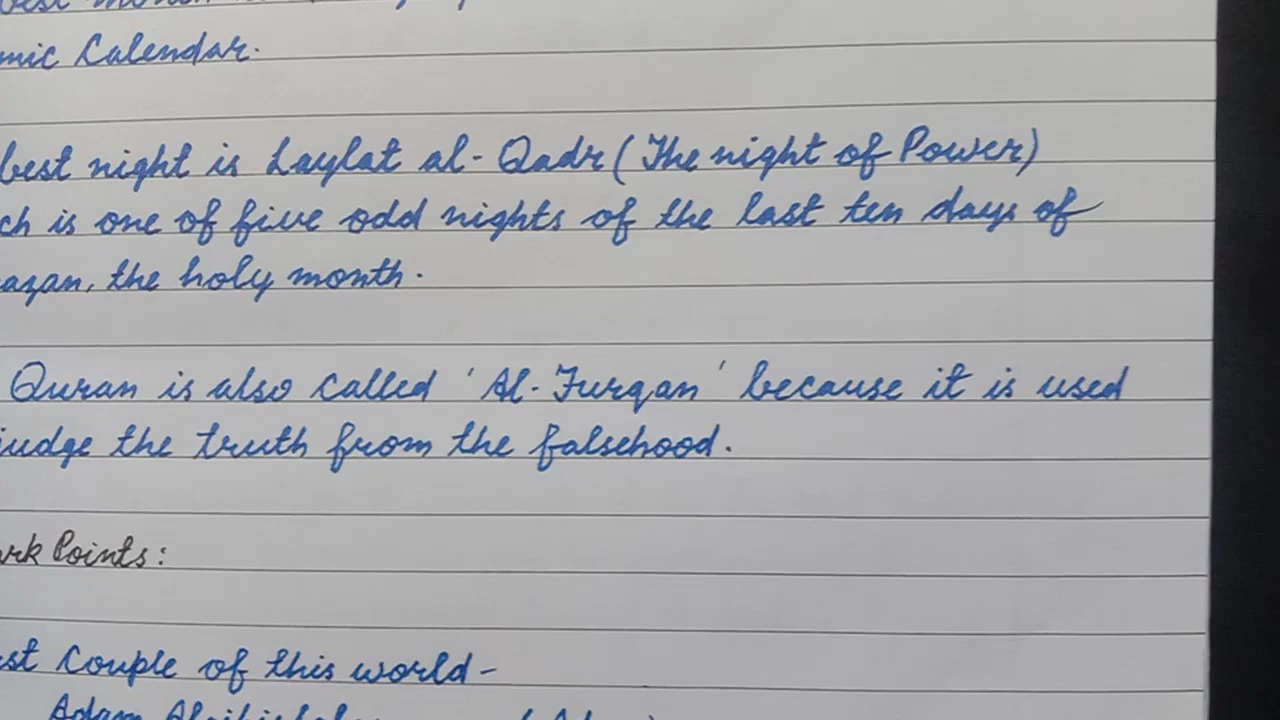 mic Calendar.
best night is Laylat al-Qadr (The night of Power)
ch is one of five odd nights of the last ten days of
azan, the holy month.
Quran is also called 'Al-Furqan' because it is used
judge the truth from the falsehood.
rk Points:
st Couple of this world-
Adam